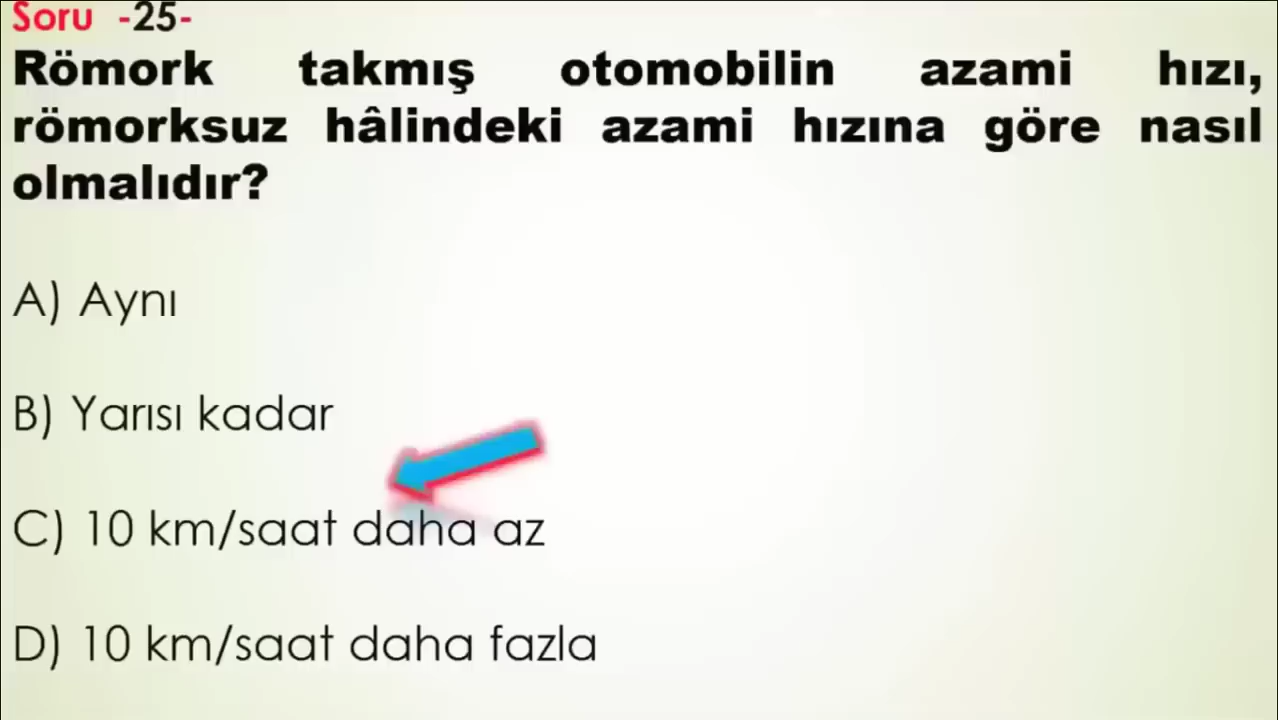 Soru -25-
Römork takmış otomobilin azami hızı,
römorksuz hâlindeki azami hızına göre nasıl
olmalıdır?
A) Aynı
B) Yarısı kadar
C) 10 km/saat daha az
D) 10 km/saat daha fazla